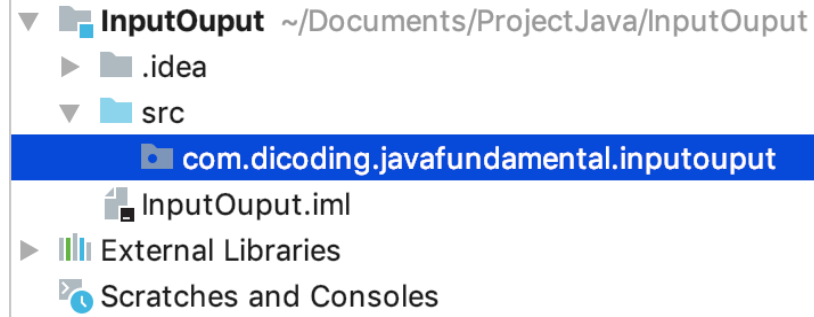 InputOuput ~/Documents/ProjectJava/InputOuput
.idea
src
com.dicoding.javafundamental.inputouput
InputOuput.iml
External Libraries
Scratches and Consoles